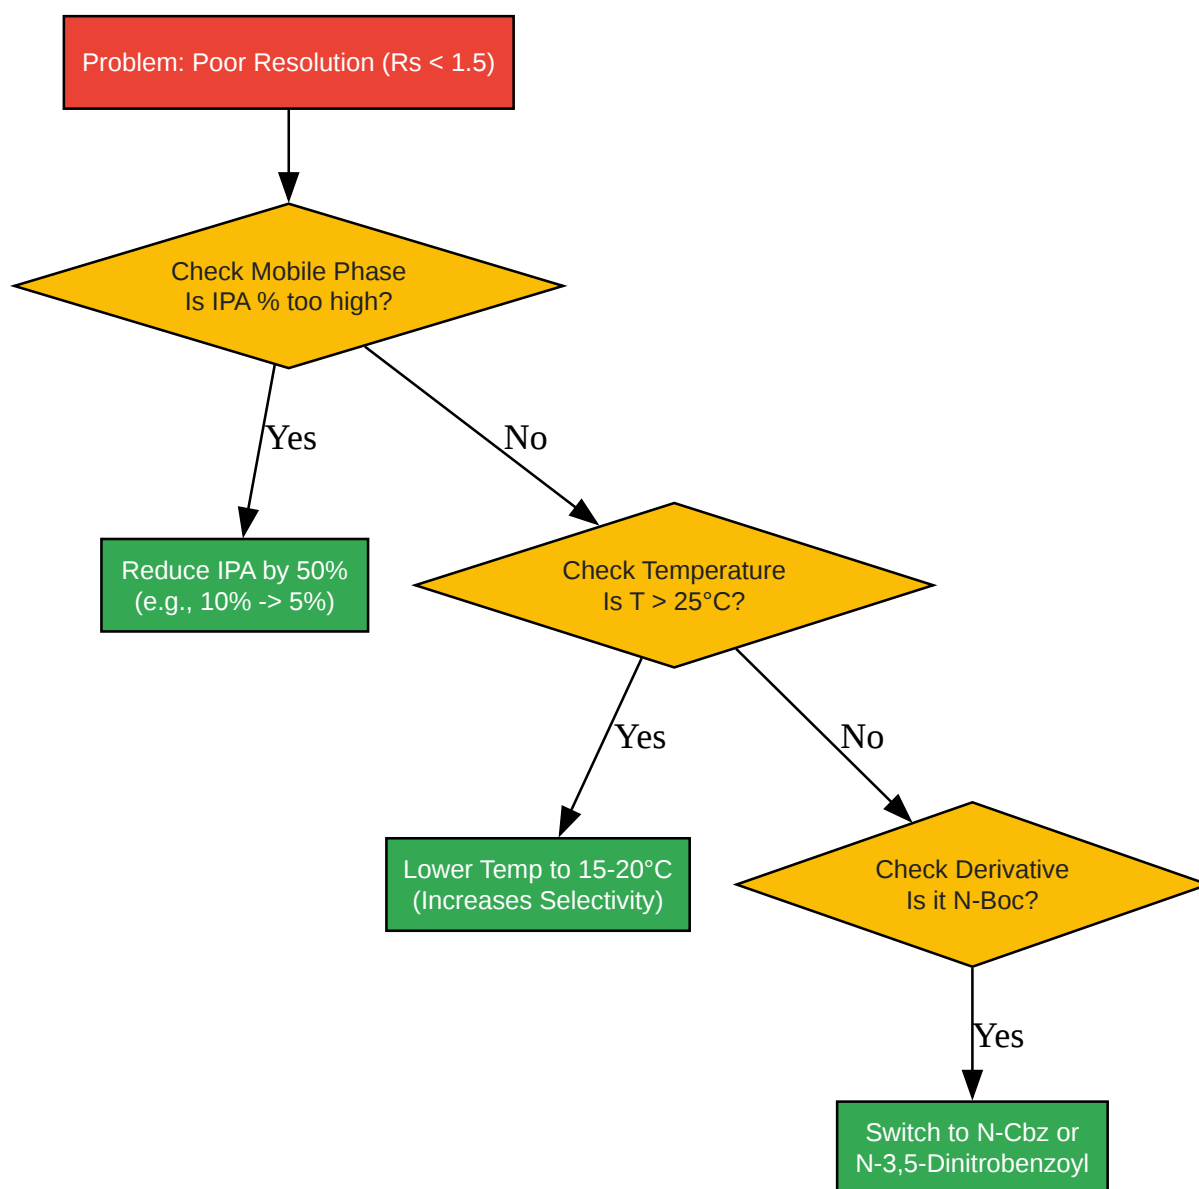 Problem: Poor Resolution (Rs < 1.5)
Check Mobile Phase
Is IPA % too high?
Yes
No
Reduce IPA by 50%
(e.g., 10% -> 5%)
Check Temperature
Is T > 25°C?
Yes
No
Lower Temp to 15-20°C
(Increases Selectivity)
Check Derivative
Is it N-Boc?
Yes
Switch to N-Cbz or
N-3,5-Dinitrobenzoyl